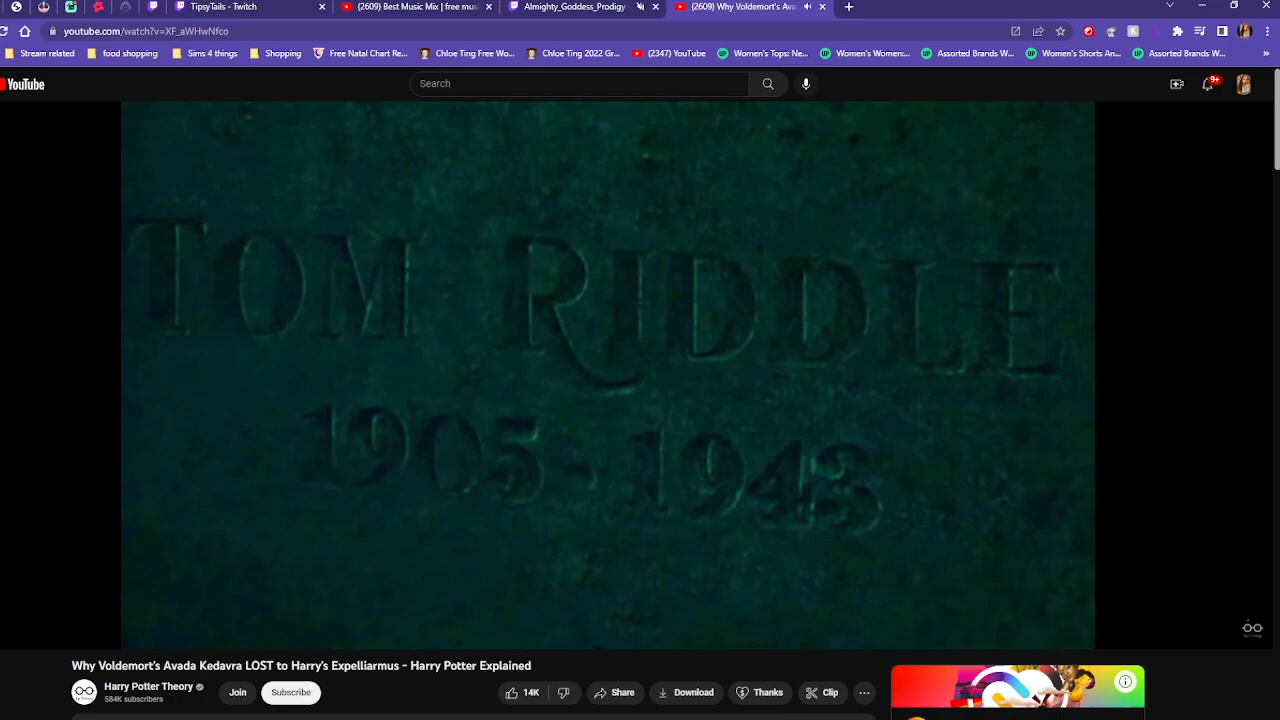 TipsyTails - Twitch
(2609) Best Music Mix | free mus
Almighty_Goddess_Prodigy -
(2609) Why Voldemort's Ava
youtube.com/watch?v=XF_aWHwNfco
Stream related
food shopping
Sims 4 things
Shopping
Free Natal Chart Re...
Chloe Ting Free Wo...
Chloe Ting 2022 Gr...
(2347) YouTube
Women's Tops: Ne...
Women's Women...
Assorted Brands W...
Women's Shorts An...
Assorted Brands W...
YouTube
Search
9+
TOM RIDDLE
1905 - 1943
Why Voldemort's Avada Kedavra LOST to Harry's Expelliarmus - Harry Potter Explained
Harry Potter Theory
584K subscribers
Join
Subscribe
14K
Share
Download
Thanks
Clip